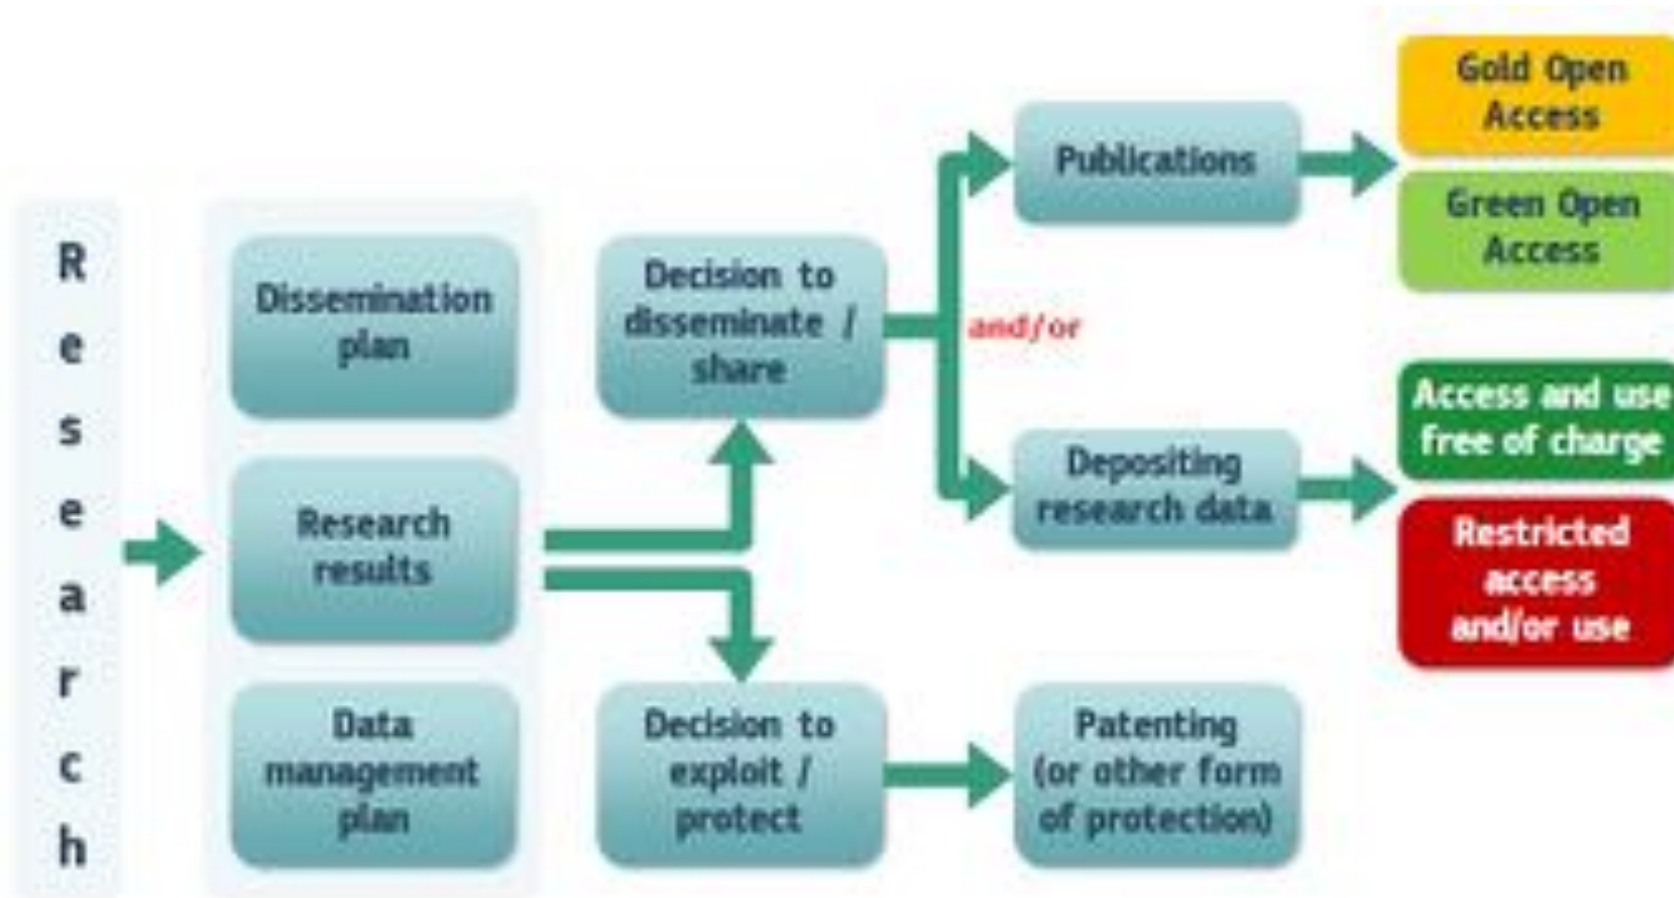 Research
Dissemination
plan
Research
results
Data
management
plan
Decision to
disseminate /
share
Decision to
exploit /
protect
and/or
Publications
Depositing
research data
Patenting
(or other form
of protection)
Gold Open
Access
Green Open
Access
Access and use
free of charge
Restricted
access
and/or use